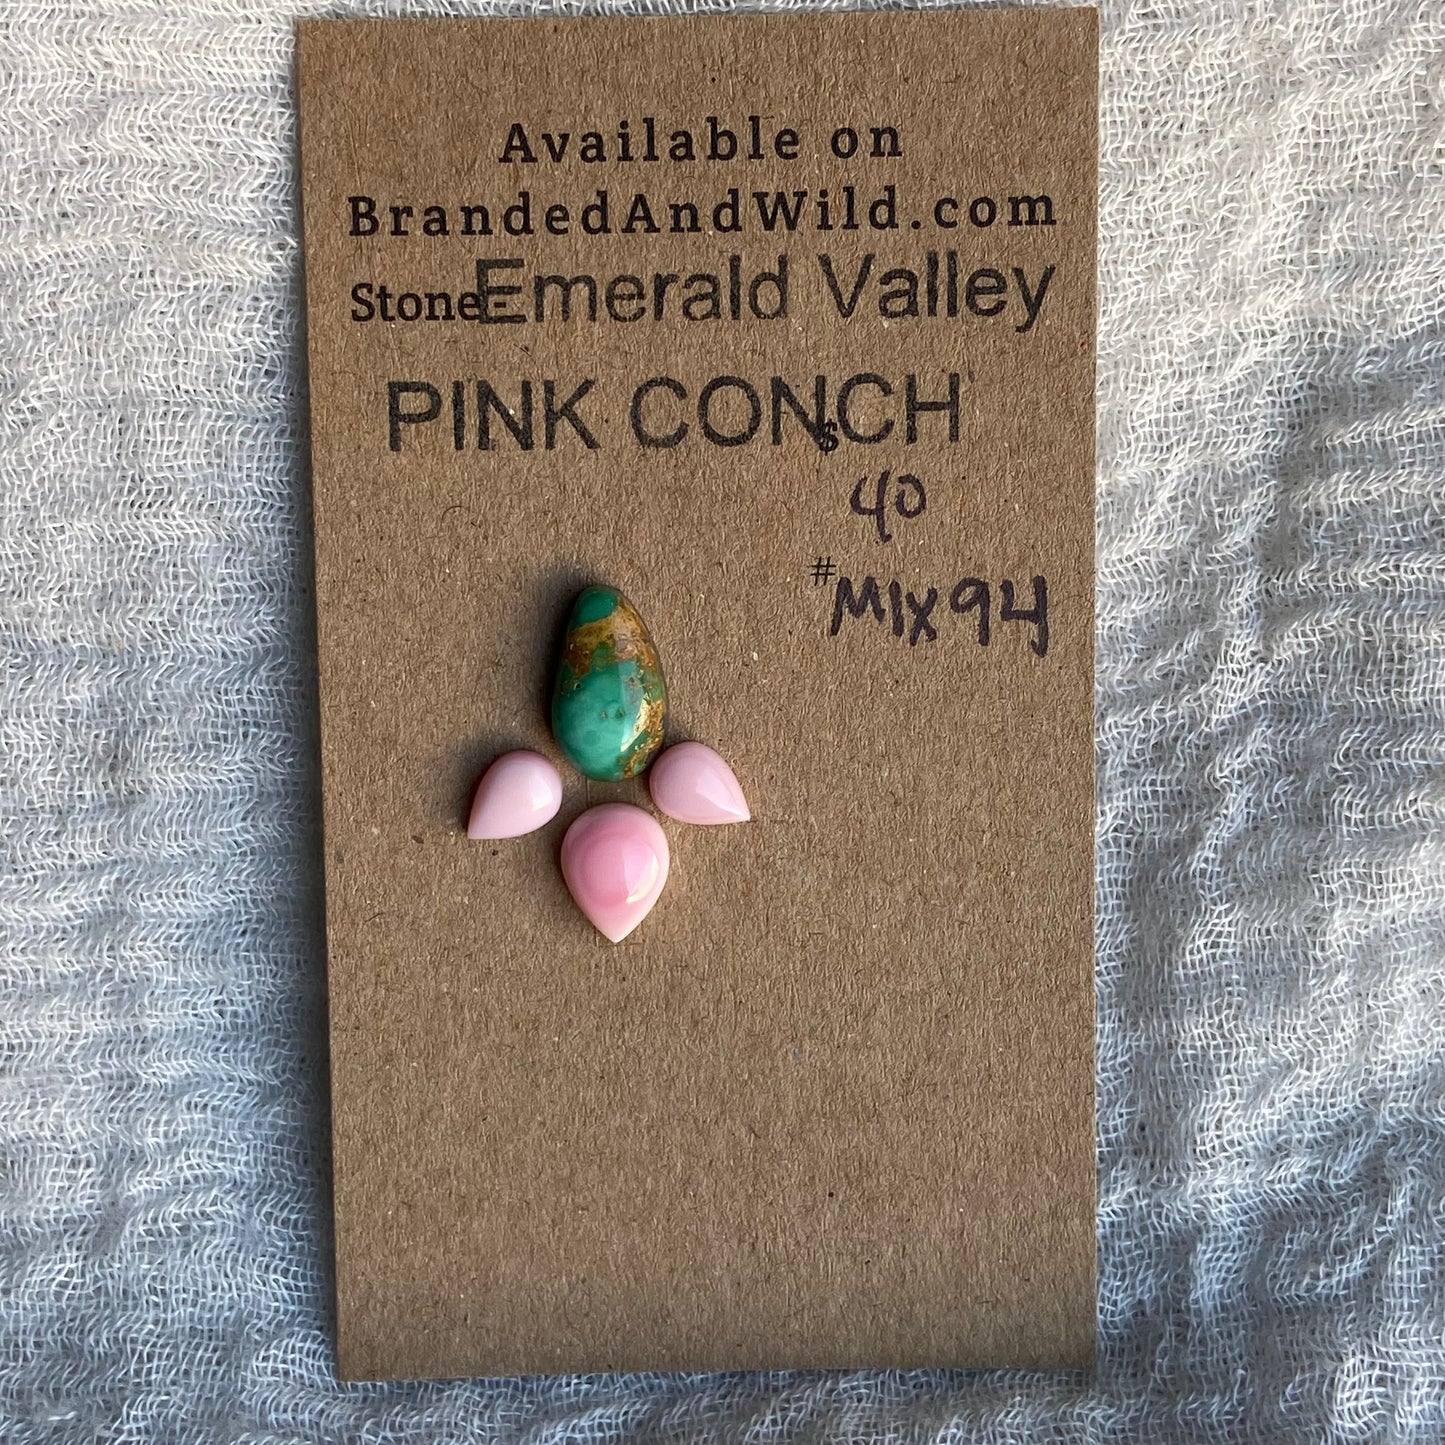 Available on
BrandedAndWild.com
Stone: Emerald Valley
PINK CONCH
$
40
#MIX94